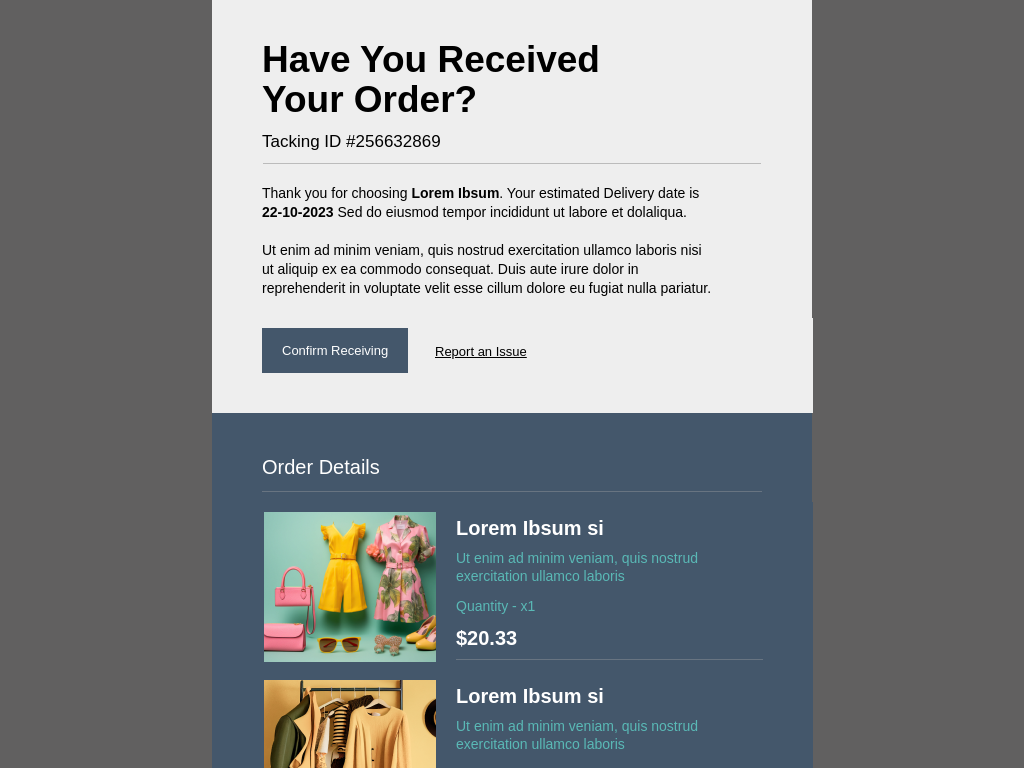 Have You Received
Your Order?
Tacking ID #256632869
Thank you for choosing Lorem Ibsum. Your estimated Delivery date is
22-10-2023 Sed do eiusmod tempor incididunt ut labore et dolaliqua.
Ut enim ad minim veniam, quis nostrud exercitation ullamco laboris nisi
ut aliquip ex ea commodo consequat. Duis aute irure dolor in
reprehenderit in voluptate velit esse cillum dolore eu fugiat nulla pariatur.
Confirm Receiving
Report an Issue
Order Details
Lorem Ibsum si
Ut enim ad minim veniam, quis nostrud
exercitation ullamco laboris
Quantity - x1
$20.33
Lorem Ibsum si
Ut enim ad minim veniam, quis nostrud
exercitation ullamco laboris